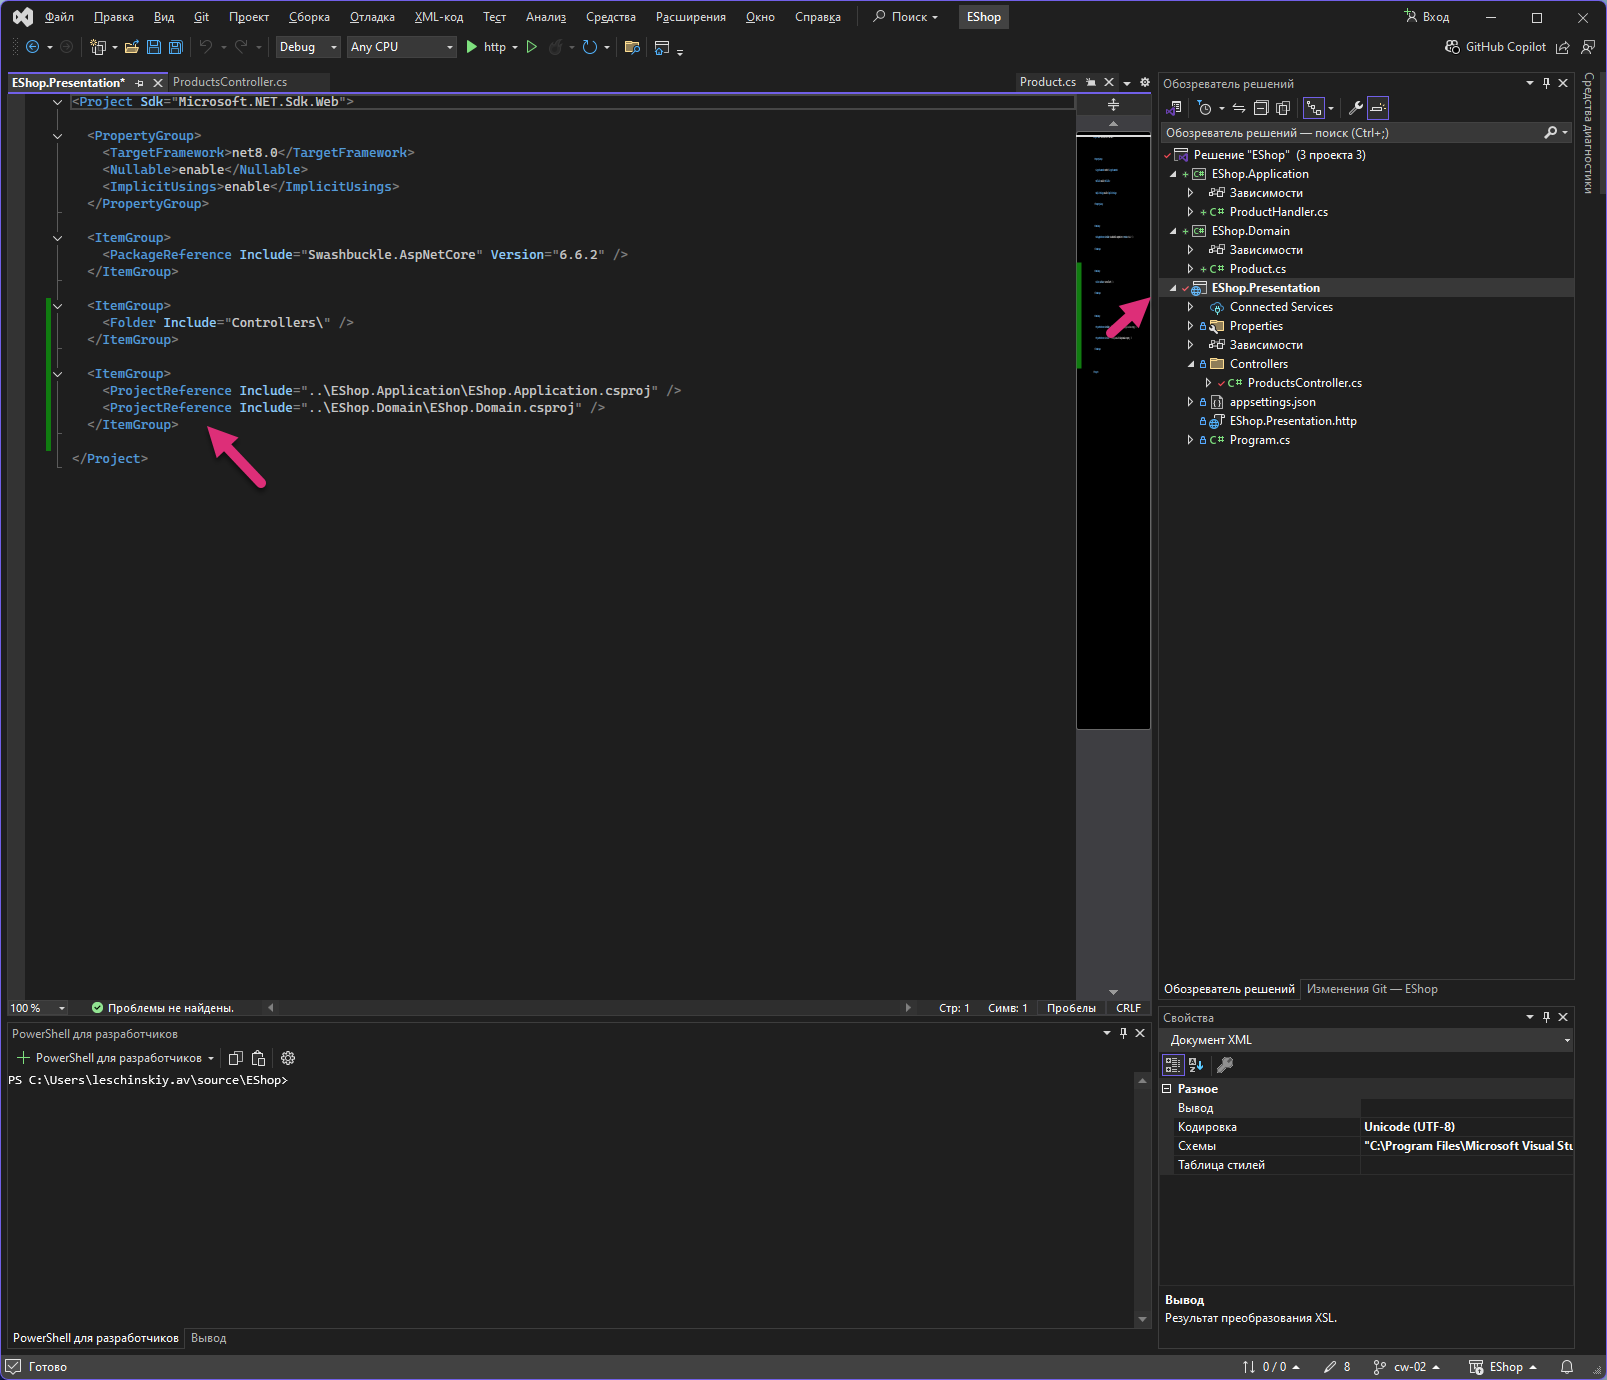 Файл Правка Вид Git Проект Сборка Отладка XML-код Тест Анализ Средства Расширения Окно Справка Поиск EShop Вход
Debug Any CPU http GitHub Copilot
EShop.Presentation* ProductsController.cs Product.cs
<Project Sdk="Microsoft.NET.Sdk.Web">
<PropertyGroup>
<TargetFramework>net8.0</TargetFramework>
<Nullable>enable</Nullable>
<ImplicitUsings>enable</ImplicitUsings>
</PropertyGroup>
<ItemGroup>
<PackageReference Include="Swashbuckle.AspNetCore" Version="6.6.2" />
</ItemGroup>
<ItemGroup>
<Folder Include="Controllers\" />
</ItemGroup>
<ItemGroup>
<ProjectReference Include="..\EShop.Application\EShop.Application.csproj" />
<ProjectReference Include="..\EShop.Domain\EShop.Domain.csproj" />
</ItemGroup>
</Project>
100 % Проблемы не найдены. Стр: 1 Симв: 1 Пробелы CRLF
PowerShell для разработчиков
PowerShell для разработчиков
PS C:\Users\leschinskiy.av\source\EShop>
PowerShell для разработчиков Вывод
Обозреватель решений
Обозреватель решений — поиск (Ctrl+;)
Решение "EShop" (3 проекта 3)
EShop.Application
Зависимости
C# ProductHandler.cs
EShop.Domain
Зависимости
C# Product.cs
EShop.Presentation
Connected Services
Properties
Зависимости
Controllers
C# ProductsController.cs
appsettings.json
EShop.Presentation.http
C# Program.cs
Обозреватель решений Изменения Git — EShop
Свойства
Документ XML
Разное
Вывод
Кодировка Unicode (UTF-8)
Схемы "C:\Program Files\Microsoft Visual Stu
Таблица стилей
Вывод
Результат преобразования XSL.
Средства диагностики
Готово 0 / 0 8 cw-02 EShop